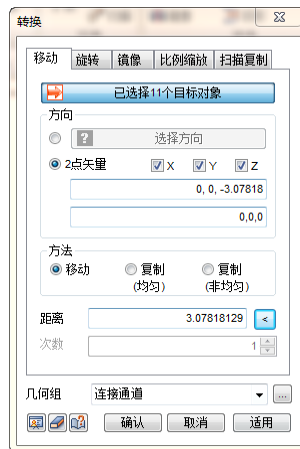 转换
移动 旋转 镜像 比例缩放 扫描复制
已选择11个目标对象
方向
? 选择方向
2点矢量 X Y Z
0, 0, -3.07818
0,0,0
方法
移动 复制 复制
(均匀) (非均匀)
距离 3.07818129 <
次数 1
几何组 连接通道 ...
确认 取消 适用